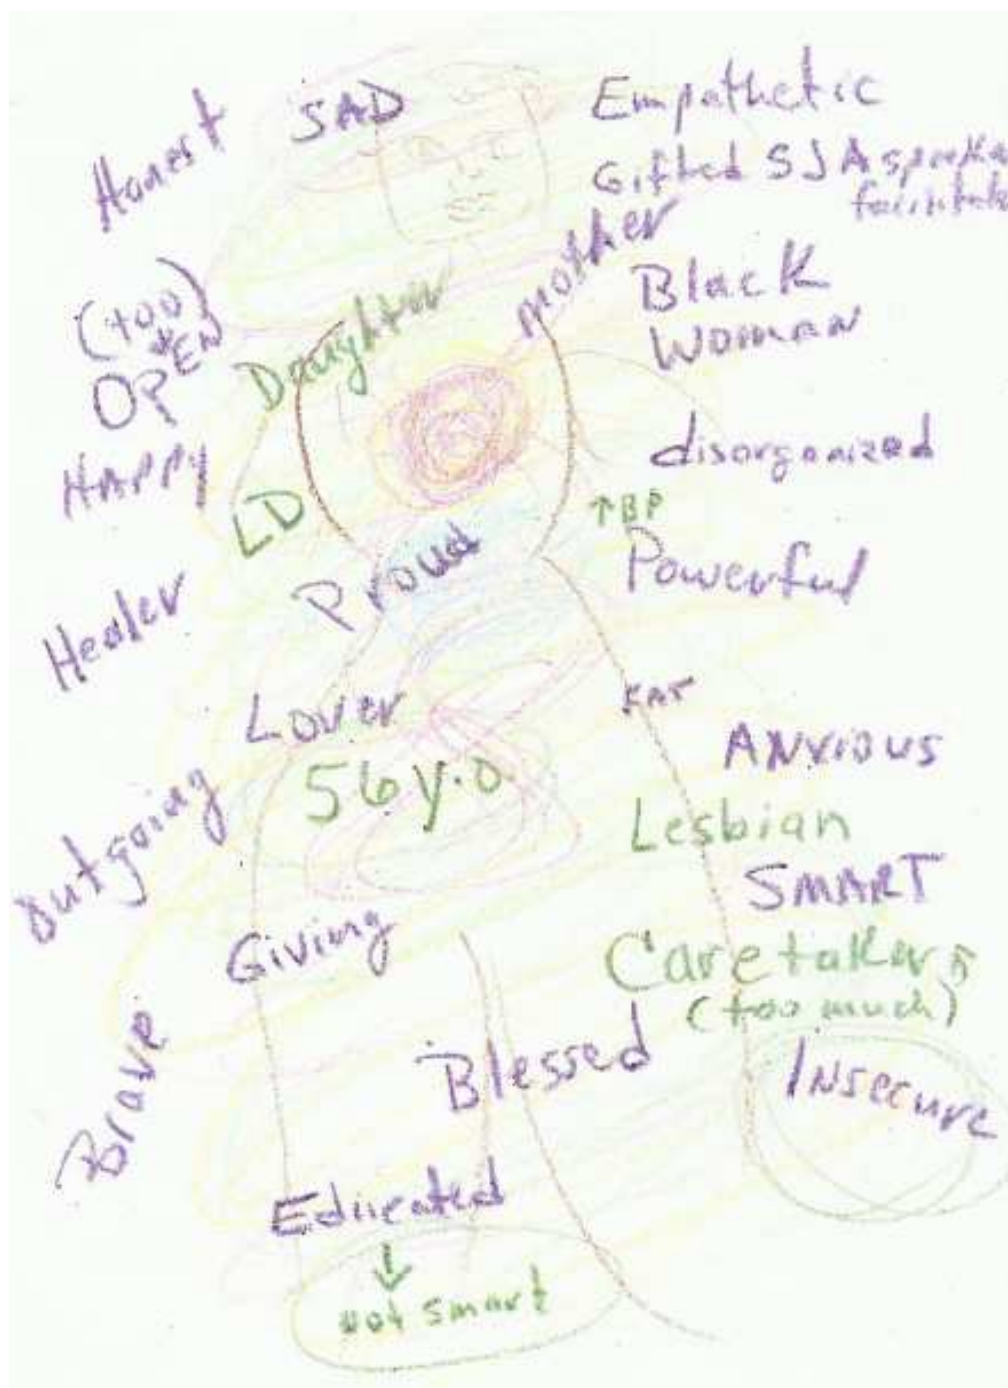 Honest
SAD
Empathetic
Gifted SJA speaker
mother
Black
Woman
(too)
OPEN
Daughter
HAPPY
disorganized
LD
↑BP
Proud
Powerful
Healer
Lover
FAT
ANXIOUS
56 y.o
Outgoing
Lesbian
SMART
Giving
Caretaker
(too much)
Brave
Blessed
INsecure
Educated
↓
not smart